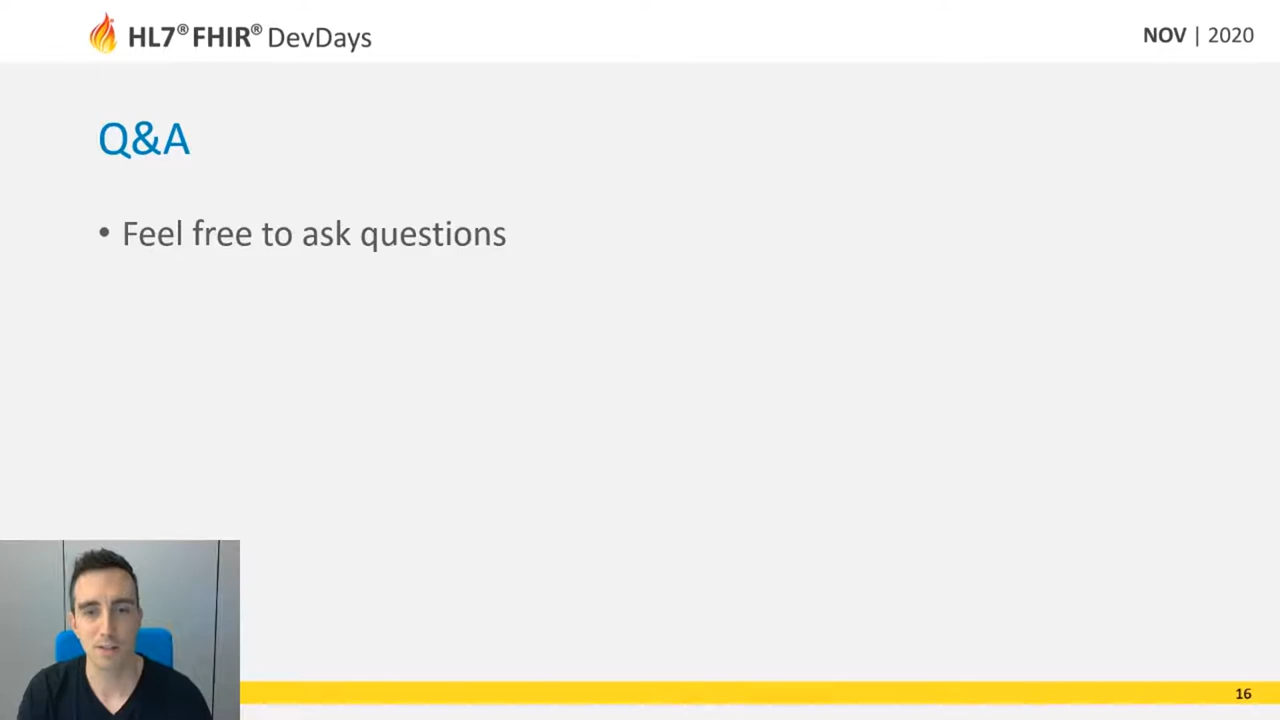 HL7® FHIR® DevDays
NOV | 2020
Q&A
• Feel free to ask questions
16